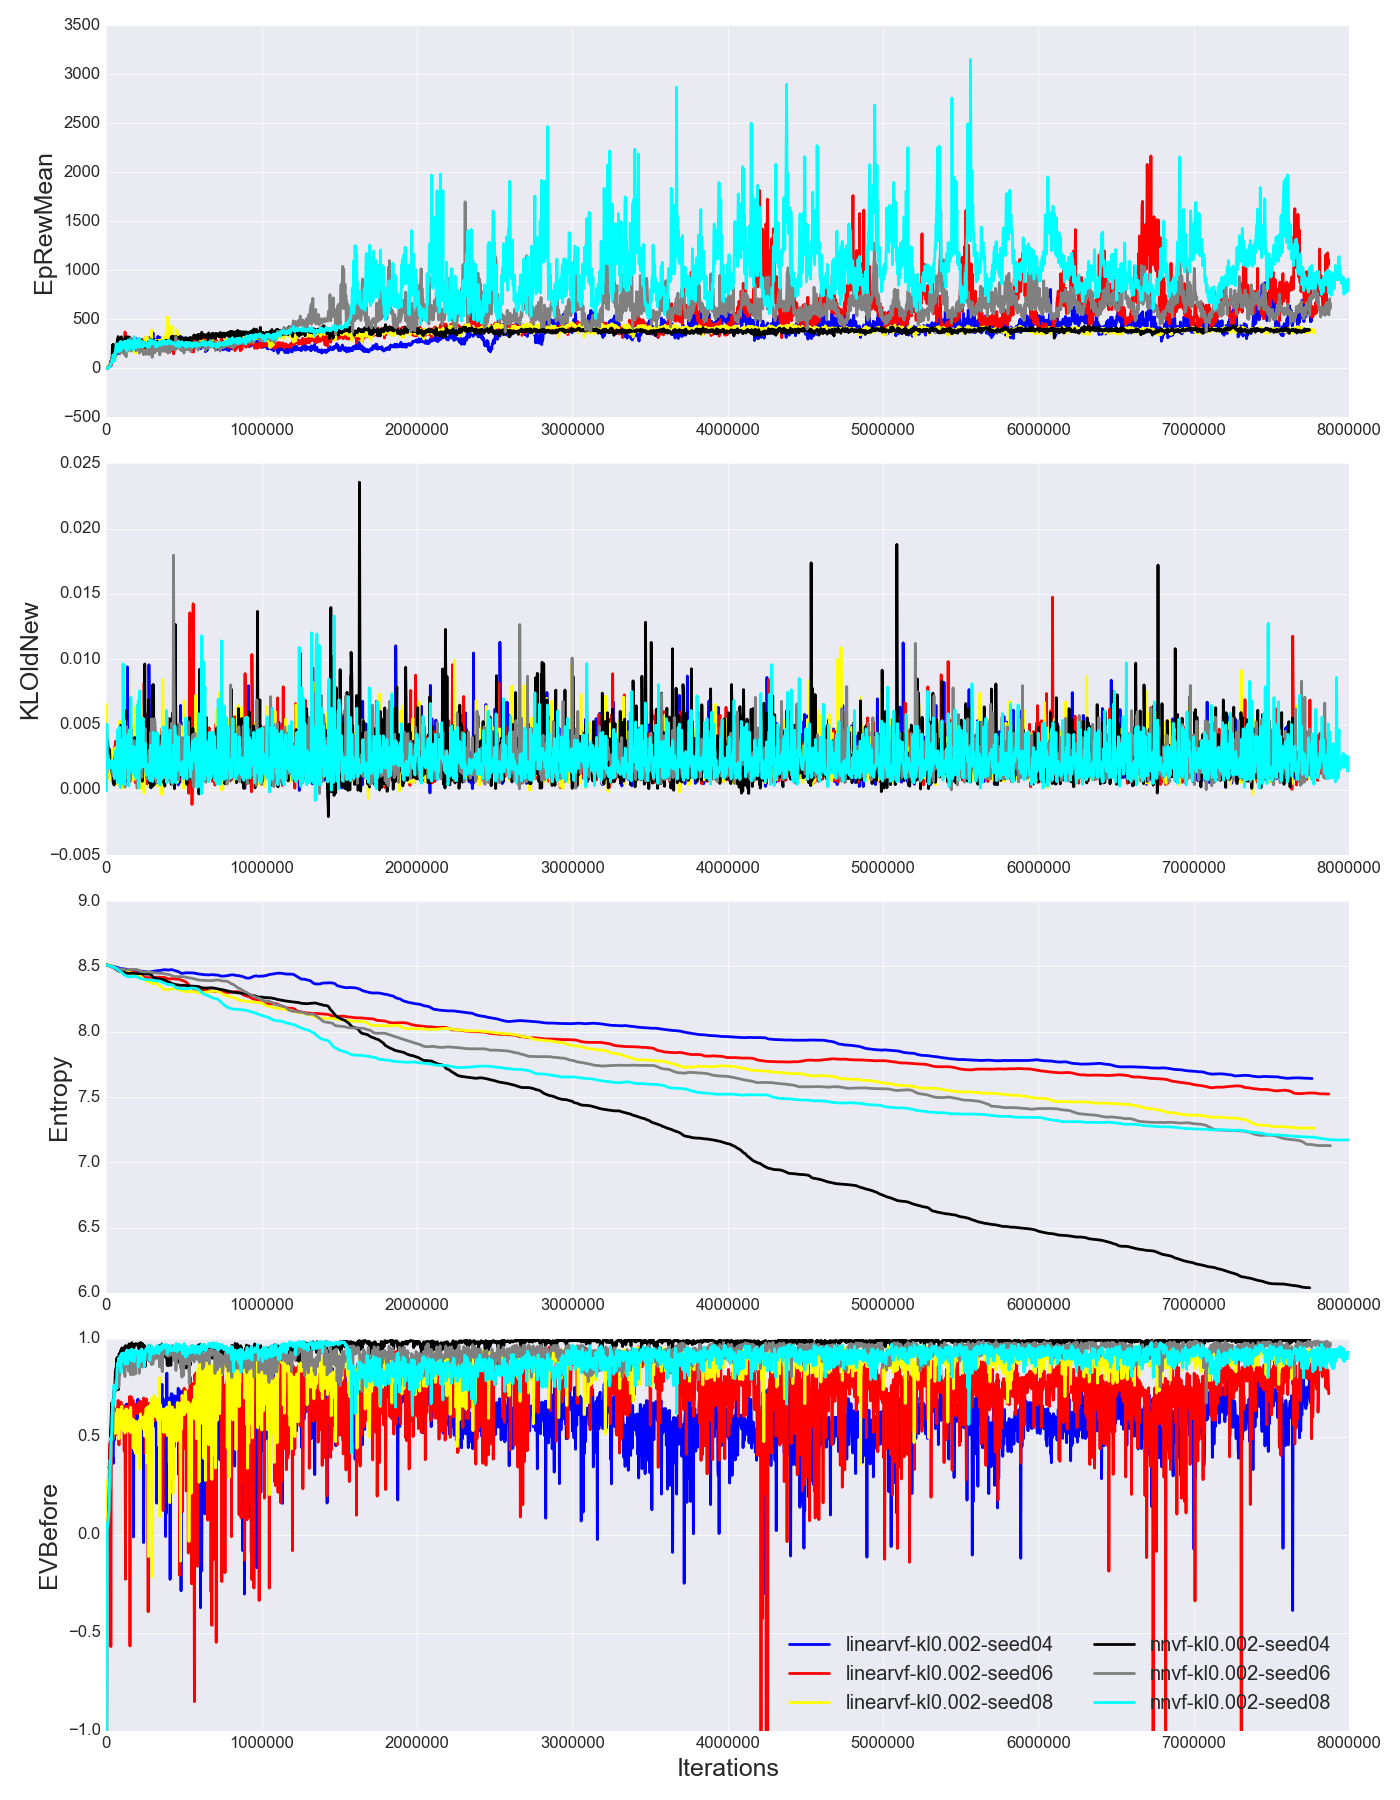 3500
3000
2500
2000
1500
1000
500
0
−500
EpRewMean
0 1000000 2000000 3000000 4000000 5000000 6000000 7000000 8000000
0.025
0.020
0.015
0.010
0.005
0.000
−0.005
KLOldNew
0 1000000 2000000 3000000 4000000 5000000 6000000 7000000 8000000
9.0
8.5
8.0
7.5
7.0
6.5
6.0
Entropy
0 1000000 2000000 3000000 4000000 5000000 6000000 7000000 8000000
1.0
0.5
0.0
−0.5
−1.0
EVBefore
linearvf-kl0.002-seed04 nnvf-kl0.002-seed04
linearvf-kl0.002-seed06 nnvf-kl0.002-seed06
linearvf-kl0.002-seed08 nnvf-kl0.002-seed08
0 1000000 2000000 3000000 4000000 5000000 6000000 7000000 8000000
Iterations